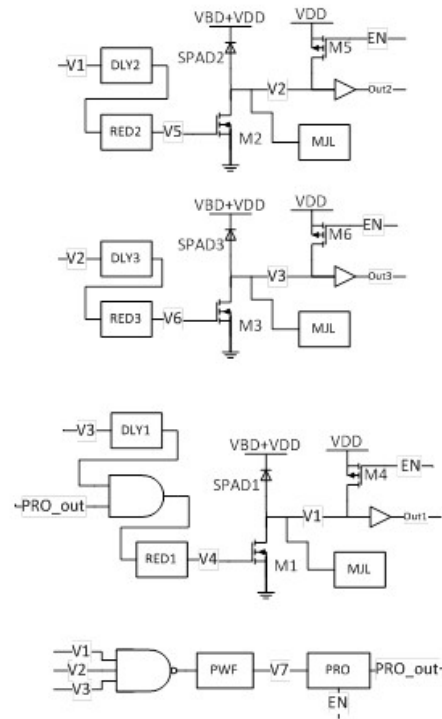 VBD+VDD
VDD
EN
V1
DLY2
SPAD2
M5
V2
Out2
RED2
V5
M2
MJL
VBD+VDD
VDD
EN
V2
DLY3
SPAD3
M6
V3
Out3
RED3
V6
M3
MJL
V3
DLY1
VBD+VDD
VDD
M4
EN
PRO_out
SPAD1
V1
Out1
RED1
V4
M1
MJL
V1
V2
V3
PWF
V7
PRO
PRO_out
EN